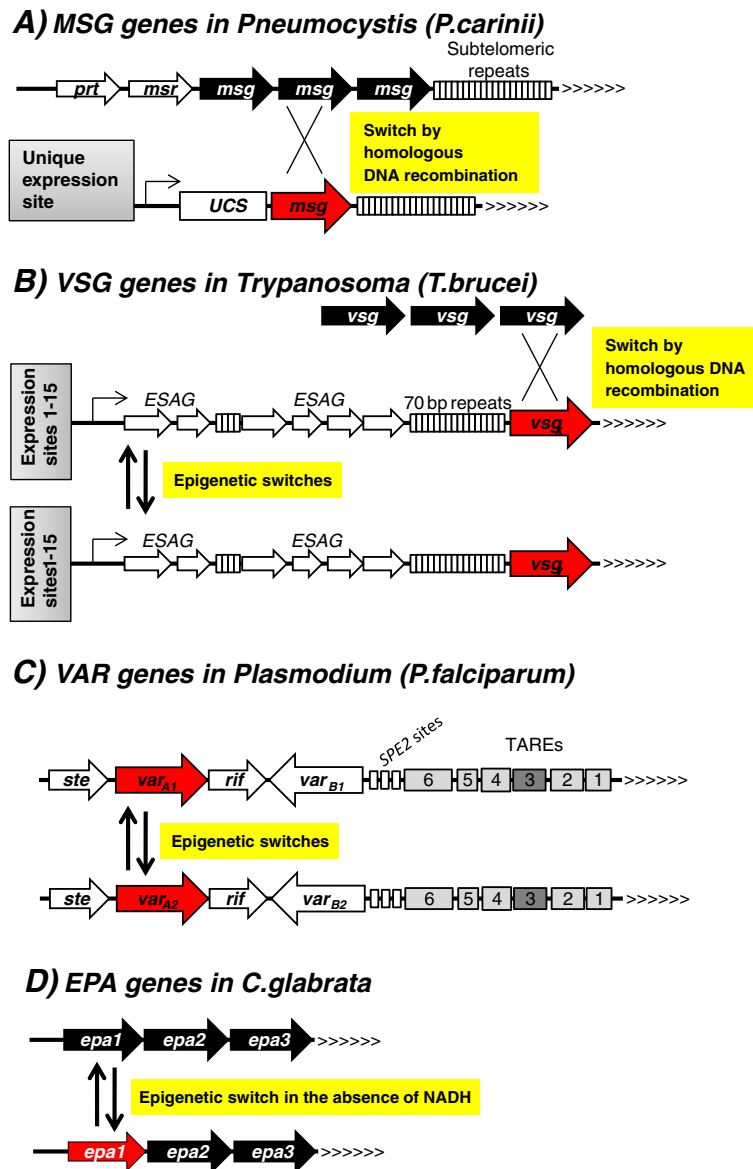 A) MSG genes in Pneumocystis (P.carinii)
Subtelomeric
repeats
prt msr msg msg msg >>>>>>
Switch by
homologous
DNA recombination
Unique
expression
site
UCS msg >>>>>>
B) VSG genes in Trypanosoma (T.brucei)
vsg vsg vsg
Switch by
homologous DNA
recombination
Expression
sites 1-15
ESAG ESAG 70 bp repeats
vsg >>>>>>
Epigenetic switches
Expression
sites1-15
ESAG ESAG
vsg >>>>>>
C) VAR genes in Plasmodium (P.falciparum)
SPE2 sites
TAREs
ste varA1 rif varB1 6 5 4 3 2 1 >>>>>>
Epigenetic switches
ste varA2 rif varB2 6 5 4 3 2 1 >>>>>>
D) EPA genes in C.glabrata
epa1 epa2 epa3 >>>>>>
Epigenetic switch in the absence of NADH
epa1 epa2 epa3 >>>>>>